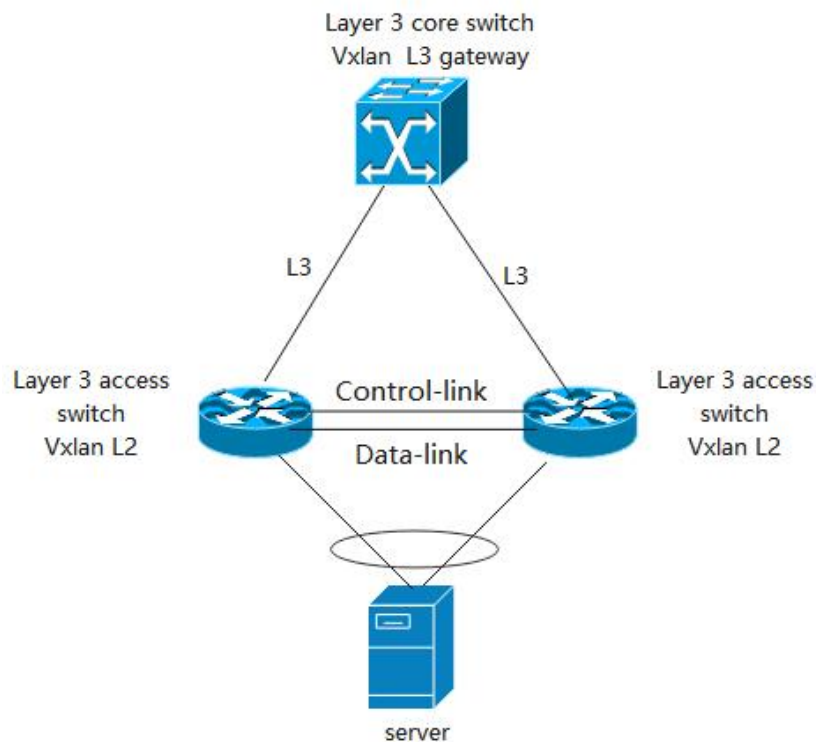 Layer 3 core switch
Vxlan L3 gateway
L3
L3
Layer 3 access
switch
Vxlan L2
Control-link
Data-link
Layer 3 access
switch
Vxlan L2
server